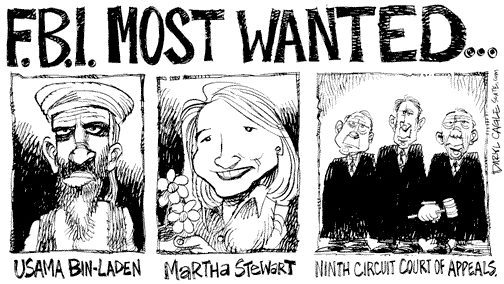 F.B.I. MOST WANTED...
USAMA BIN-LADEN
MARTHA STEWART
NINTH CIRCUIT COURT OF APPEALS.